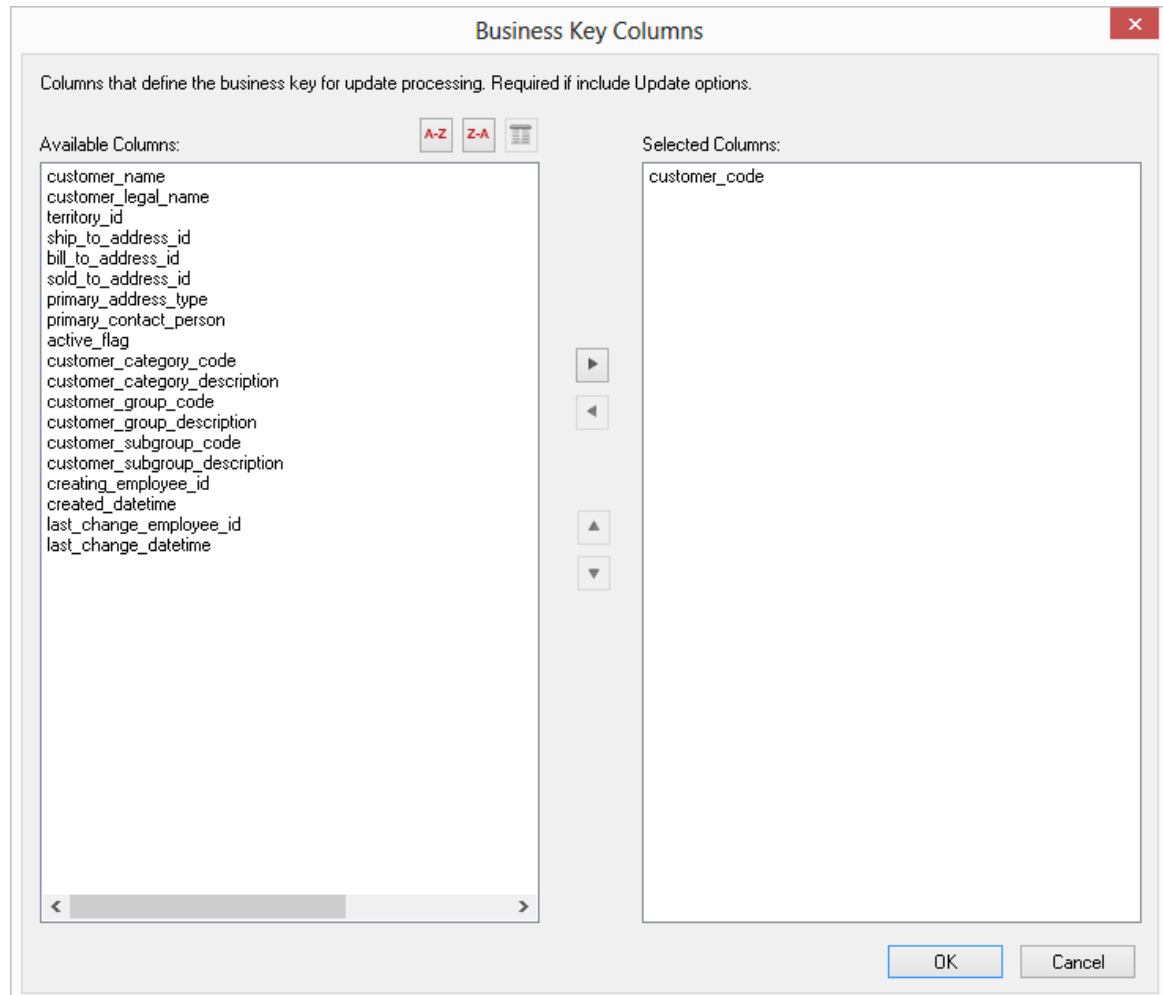 Business Key Columns
Columns that define the business key for update processing. Required if include Update options.
Available Columns:
A-Z
Z-A
Selected Columns:
customer_name
customer_legal_name
territory_id
ship_to_address_id
bill_to_address_id
sold_to_address_id
primary_address_type
primary_contact_person
active_flag
customer_category_code
customer_category_description
customer_group_code
customer_group_description
customer_subgroup_code
customer_subgroup_description
creating_employee_id
created_datetime
last_change_employee_id
last_change_datetime
customer_code
OK
Cancel